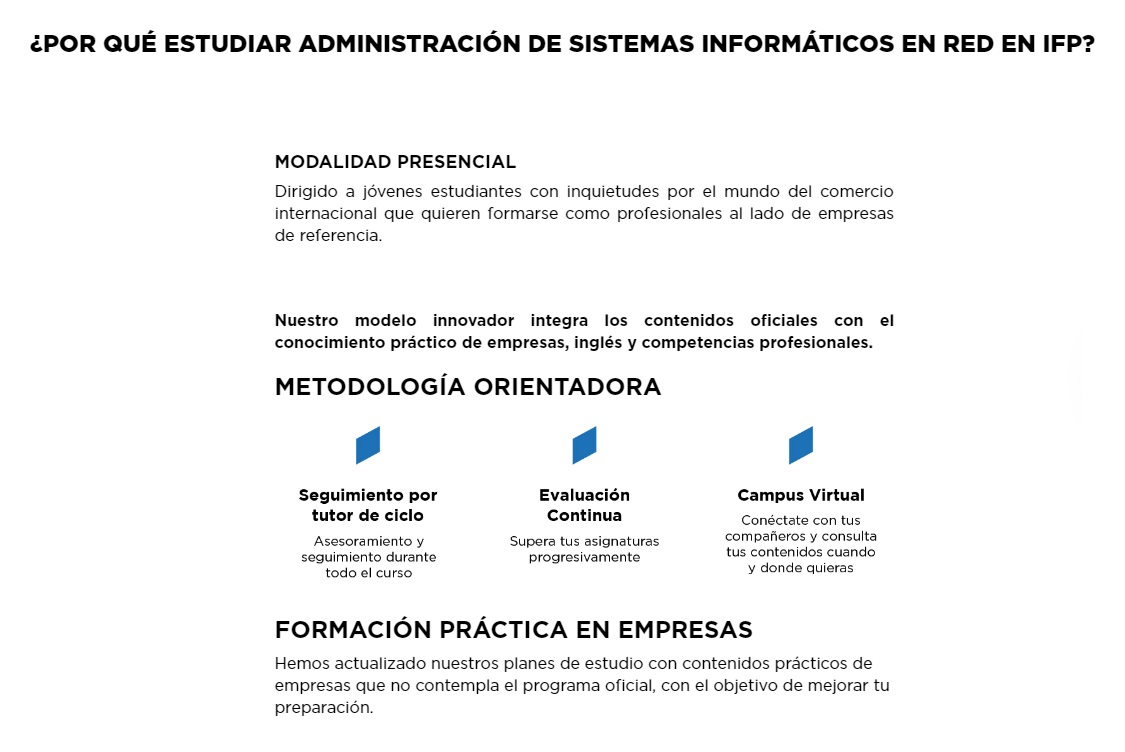 ¿POR QUÉ ESTUDIAR ADMINISTRACIÓN DE SISTEMAS INFORMÁTICOS EN RED EN IFP?
MODALIDAD PRESENCIAL
Dirigido a jóvenes estudiantes con inquietudes por el mundo del comercio
internacional que quieren formarse como profesionales al lado de empresas
de referencia.
Nuestro modelo innovador integra los contenidos oficiales con el
conocimiento práctico de empresas, inglés y competencias profesionales.
METODOLOGÍA ORIENTADORA
Seguimiento por
tutor de ciclo
Asesoramiento y
seguimiento durante
todo el curso
Evaluación
Continua
Supera tus asignaturas
progresivamente
Campus Virtual
Conéctate con tus
compañeros y consulta
tus contenidos cuando
y donde quieras
FORMACIÓN PRÁCTICA EN EMPRESAS
Hemos actualizado nuestros planes de estudio con contenidos prácticos de
empresas que no contempla el programa oficial, con el objetivo de mejorar tu
preparación.